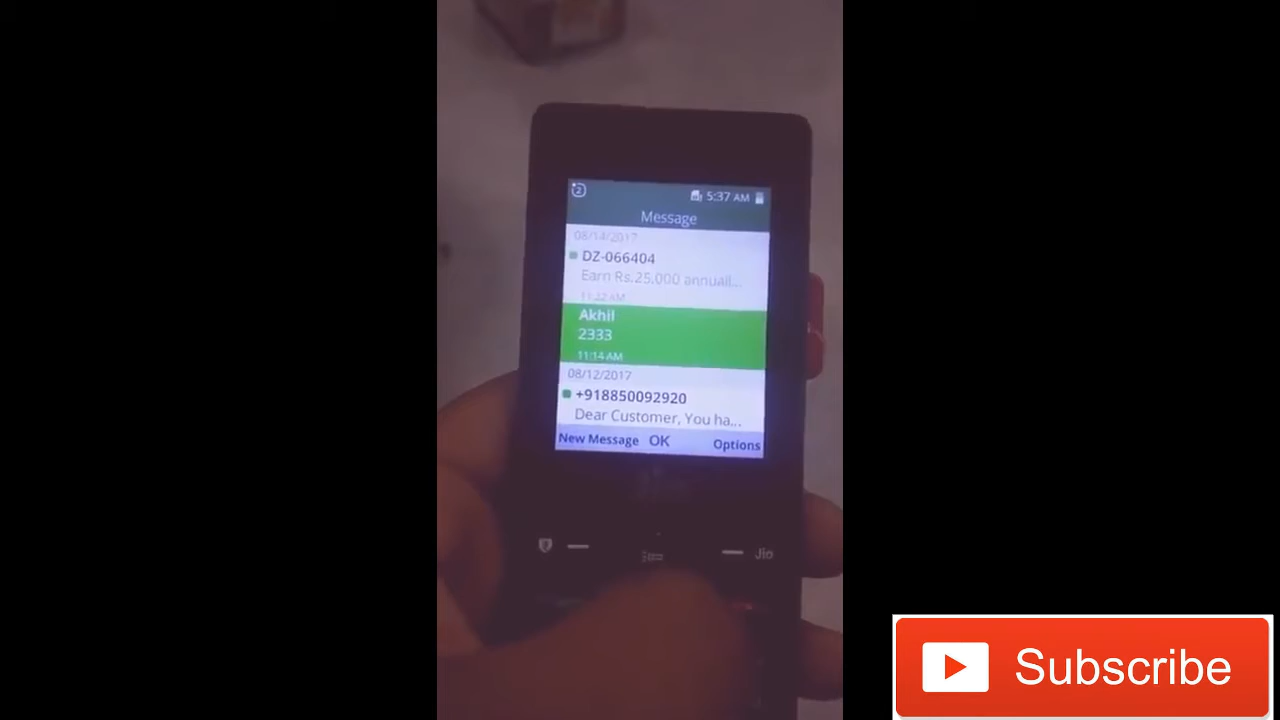 2
5:37 AM
Message
08/14/2017
DZ-066404
Earn Rs.25,000 annuall...
11:22 AM
Akhil
2333
11:14 AM
08/12/2017
+918850092920
Dear Customer, You ha...
New Message OK Options
Jio
Subscribe